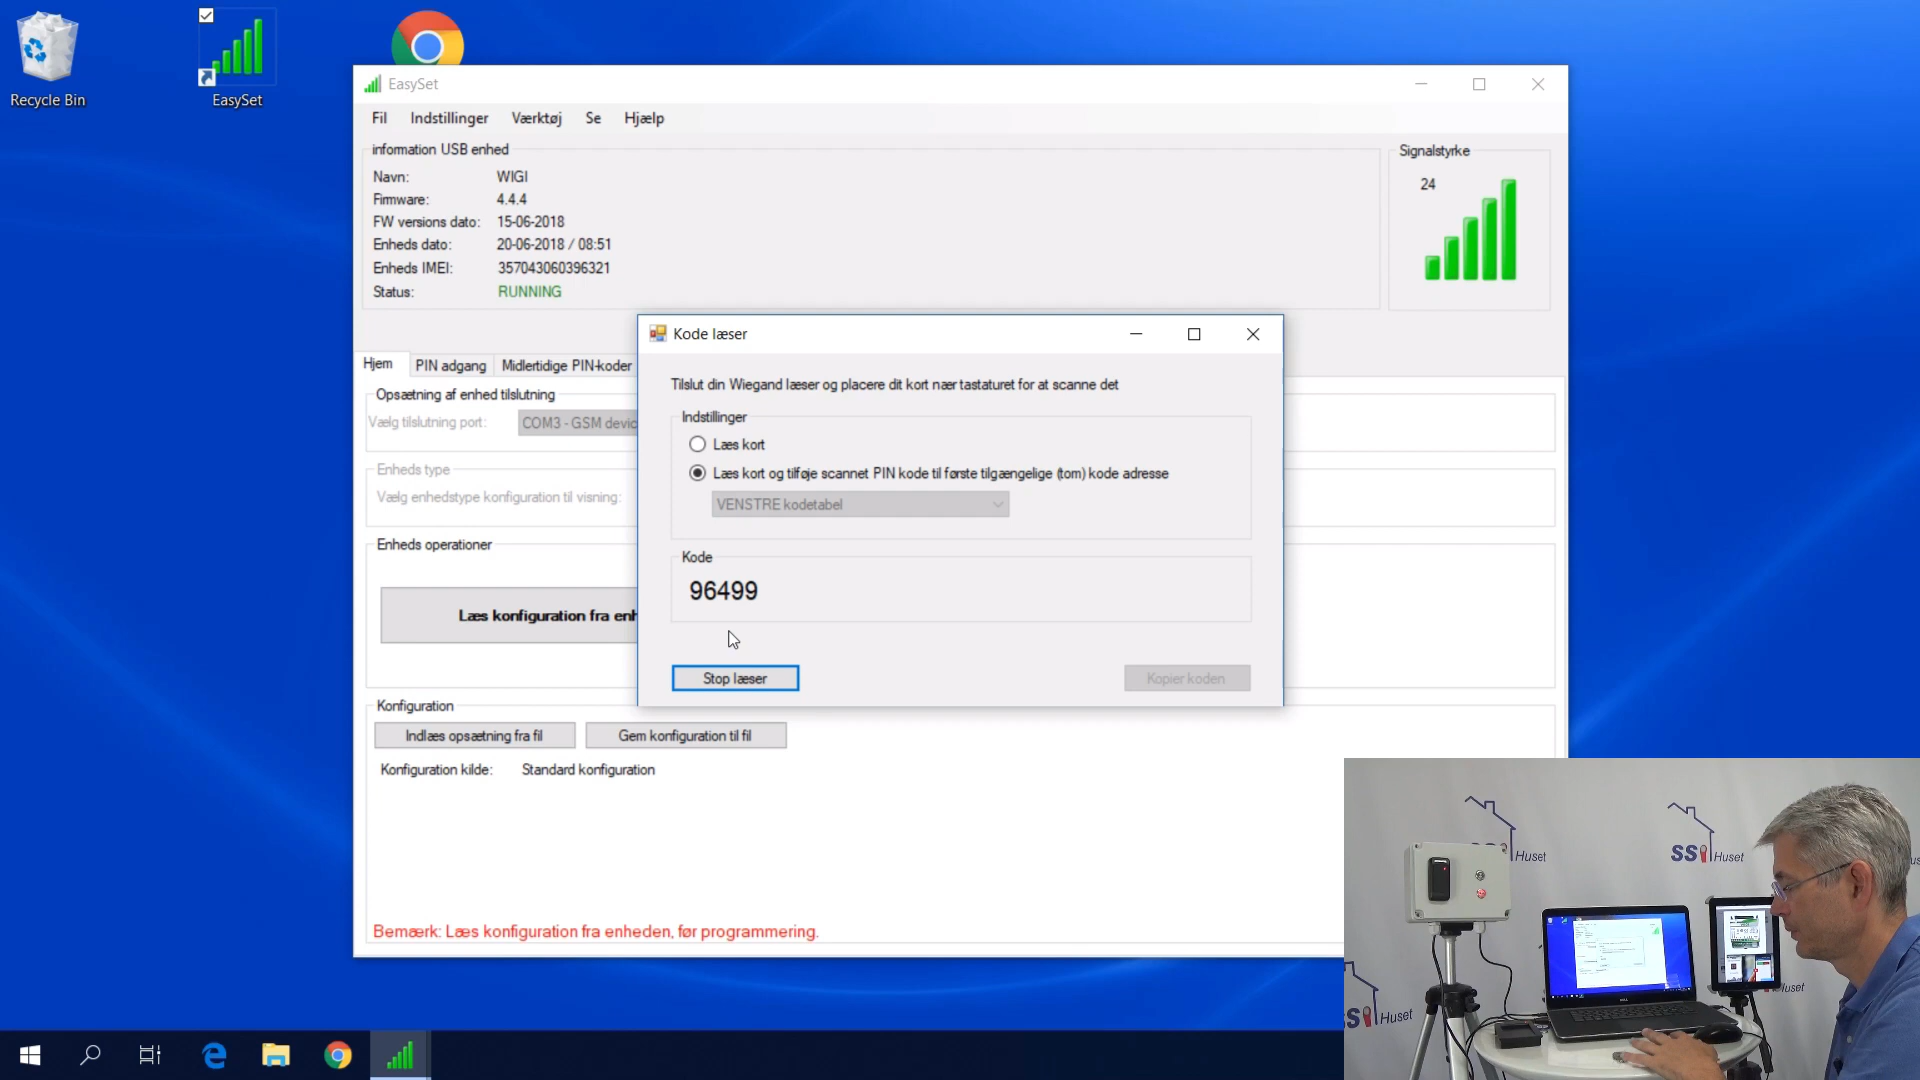 Recycle Bin
EasySet
EasySet
Fil Indstillinger Værktøj Se Hjælp
information USB enhed
Navn: WIGI
Firmware: 4.4.4
FW versions dato: 15-06-2018
Enheds dato: 20-06-2018 / 08:51
Enheds IMEI: 357043060396321
Status: RUNNING
Signalstyrke
24
Hjem PIN adgang Midlertidige PIN-koder
Opsætning af enhed tilslutning
Vælg tilslutning port: COM3 - GSM devic
Enheds type
Vælg enhedstype konfiguration til visning:
Enheds operationer
Læs konfiguration fra enh
Konfiguration
Indlæs opsætning fra fil Gem konfiguration til fil
Konfiguration kilde: Standard konfiguration
Bemærk: Læs konfiguration fra enheden, før programmering.
Kode læser
Tilslut din Wiegand læser og placere dit kort nær tastaturet for at scanne det
Indstillinger
Læs kort
Læs kort og tilføje scannet PIN kode til første tilgængelige (tom) kode adresse
VENSTRE kodetabel
Kode
96499
Stop læser Kopier koden
Huset
SSi Huset
SSi Huset
Huset